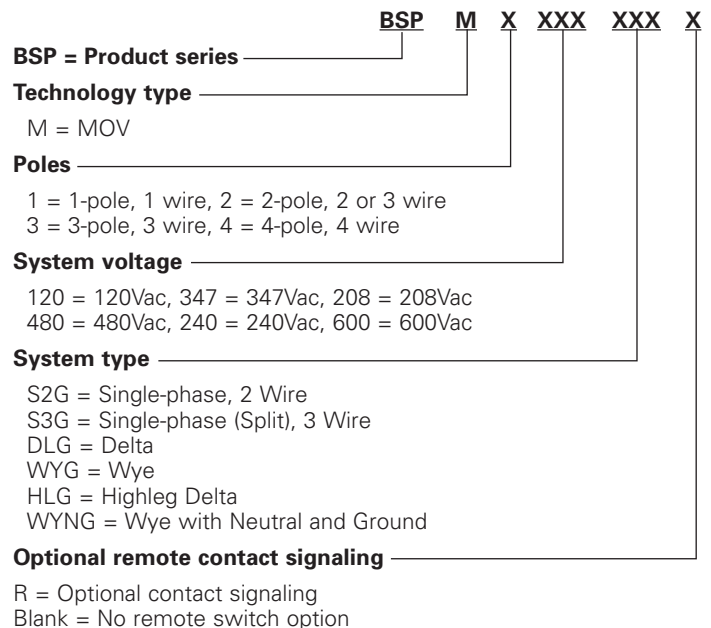 BSP M X XXX XXX X
BSP = Product series
Technology type
M = MOV
Poles
1 = 1-pole, 1 wire, 2 = 2-pole, 2 or 3 wire
3 = 3-pole, 3 wire, 4 = 4-pole, 4 wire
System voltage
120 = 120Vac, 347 = 347Vac, 208 = 208Vac
480 = 480Vac, 240 = 240Vac, 600 = 600Vac
System type
S2G = Single-phase, 2 Wire
S3G = Single-phase (Split), 3 Wire
DLG = Delta
WYG = Wye
HLG = Highleg Delta
WYNG = Wye with Neutral and Ground
Optional remote contact signaling
R = Optional contact signaling
Blank = No remote switch option